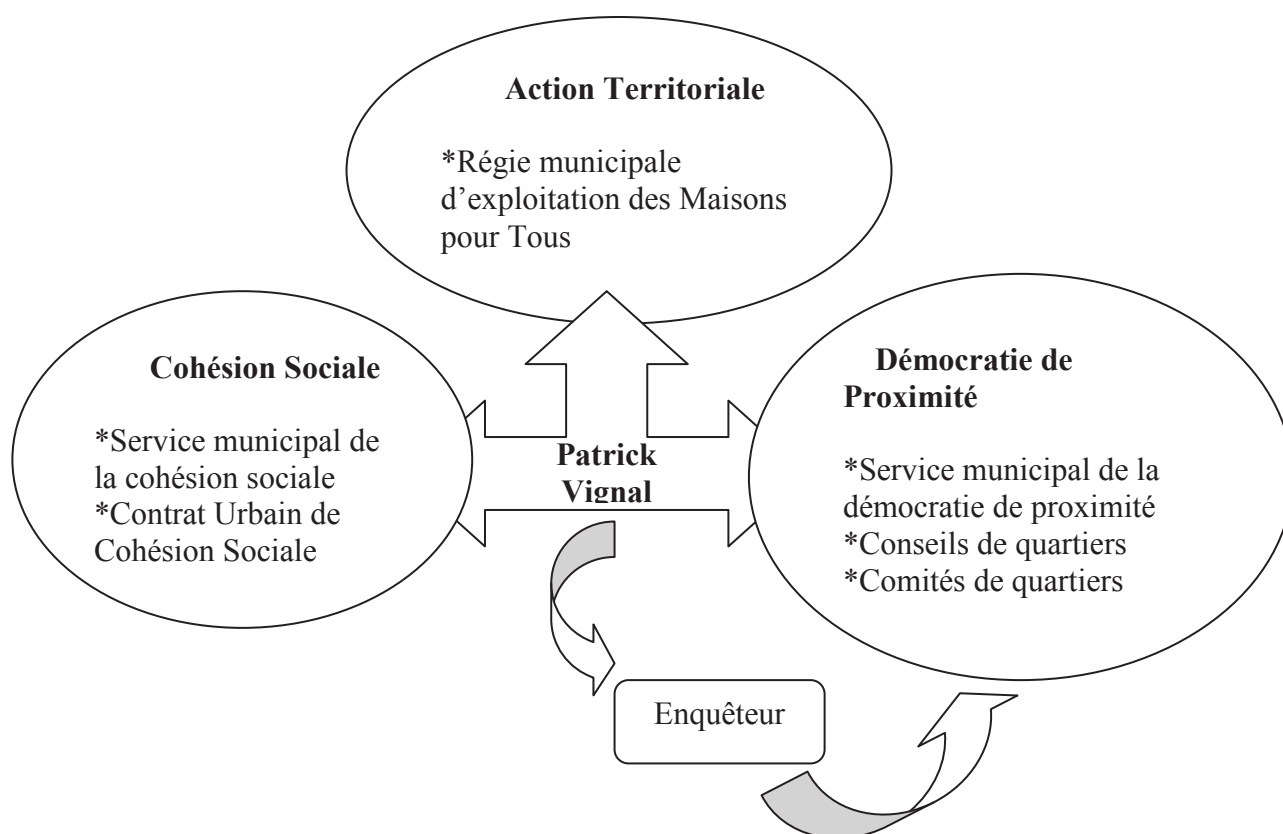 Action Territoriale
*Régie municipale
d’exploitation des Maisons
pour Tous
Cohésion Sociale
*Service municipal de
la cohésion sociale
*Contrat Urbain de
Cohésion Sociale
Patrick
Vignal
Démocratie de
Proximité
*Service municipal de la
démocratie de proximité
*Conseils de quartiers
*Comités de quartiers
Enquêteur